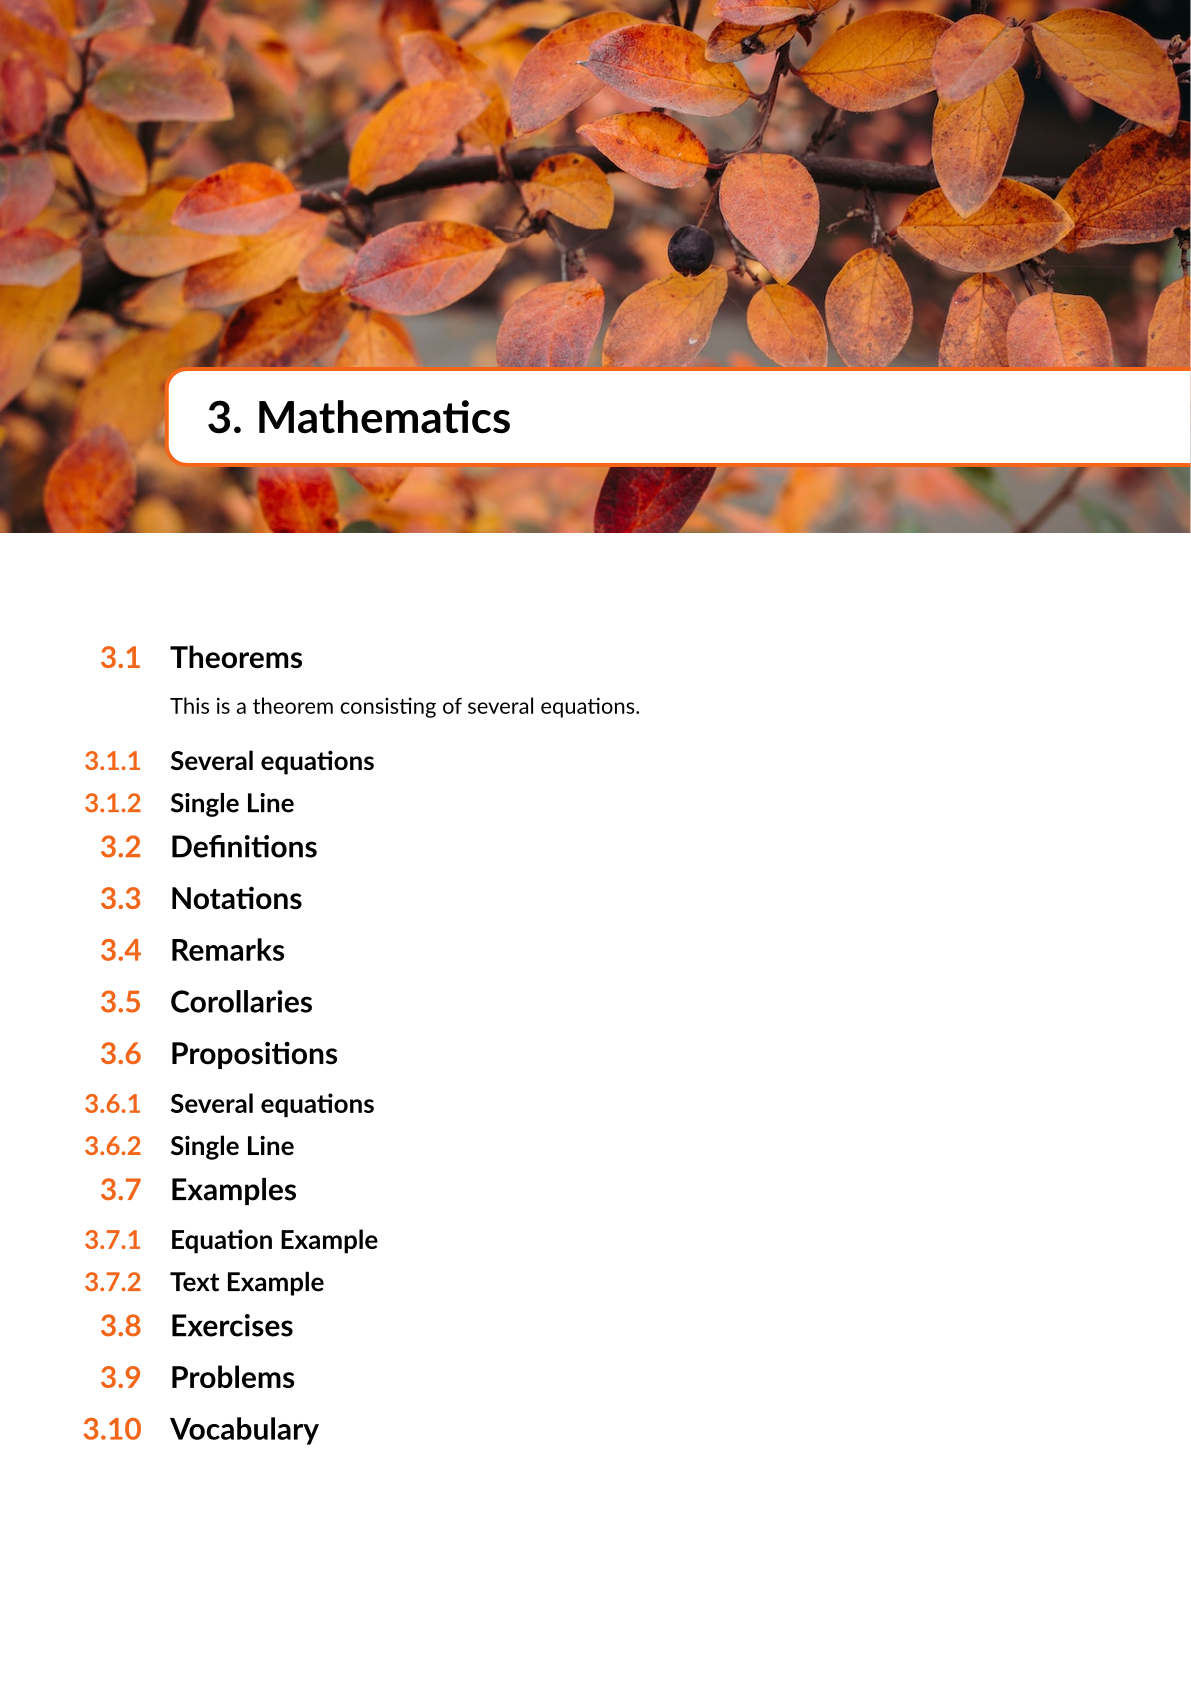 3. Mathematics
3.1 Theorems
This is a theorem consisting of several equations.
3.1.1 Several equations
3.1.2 Single Line
3.2 Definitions
3.3 Notations
3.4 Remarks
3.5 Corollaries
3.6 Propositions
3.6.1 Several equations
3.6.2 Single Line
3.7 Examples
3.7.1 Equation Example
3.7.2 Text Example
3.8 Exercises
3.9 Problems
3.10 Vocabulary